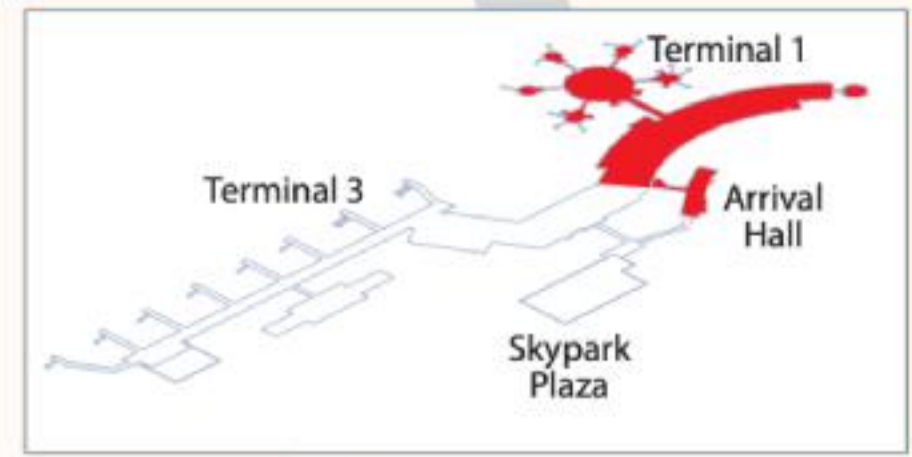 Terminal 1
Terminal 3
Arrival
Hall
Skypark
Plaza